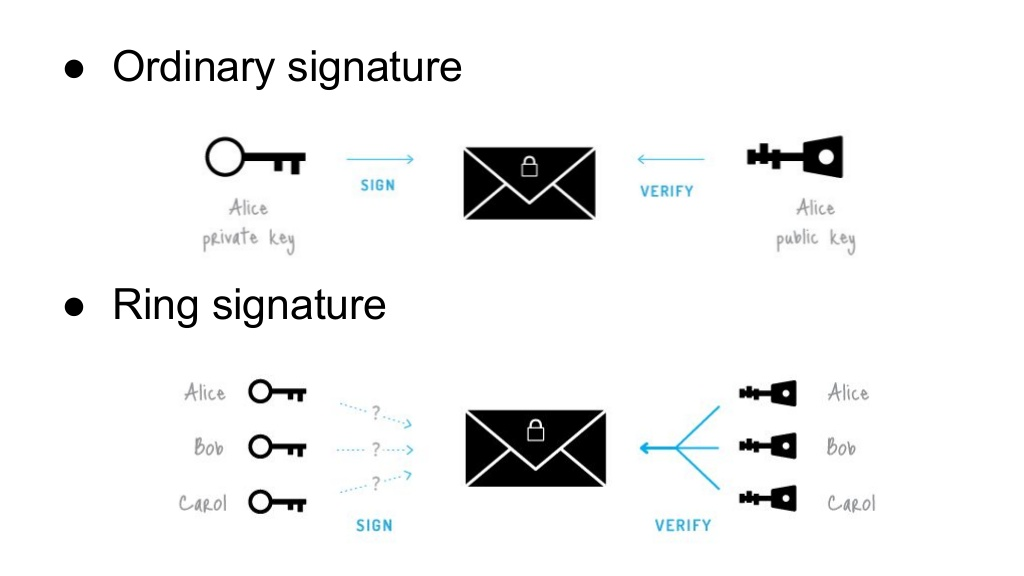 ● Ordinary signature
SIGN
VERIFY
Alice
private key
Alice
public key
● Ring signature
Alice
?
Alice
Bob
?
Bob
?
Carol
Carol
SIGN
VERIFY